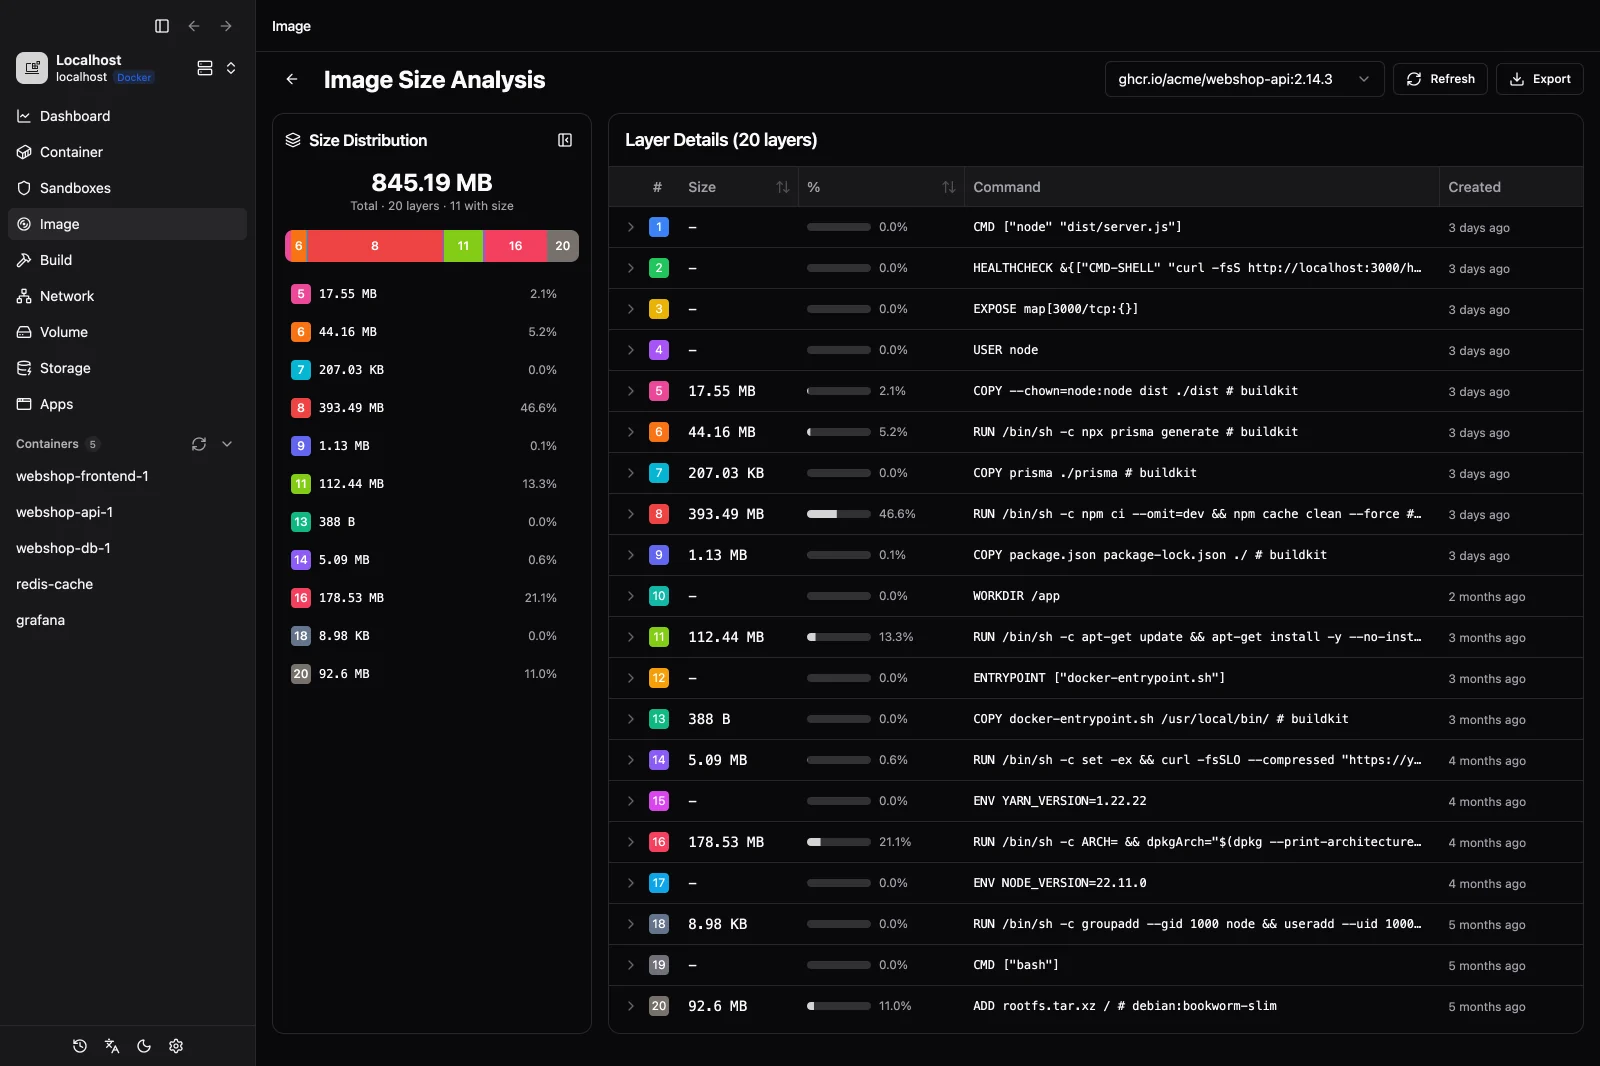 Image
Localhost
localhost Docker
Dashboard
Container
Sandboxes
Image
Build
Network
Volume
Storage
Apps
Containers 5
webshop-frontend-1
webshop-api-1
webshop-db-1
redis-cache
grafana
Image Size Analysis
ghcr.io/acme/webshop-api:2.14.3
Refresh
Export
Size Distribution
845.19 MB
Total · 20 layers · 11 with size
6 8 11 16 20
5 17.55 MB 2.1%
6 44.16 MB 5.2%
7 207.03 KB 0.0%
8 393.49 MB 46.6%
9 1.13 MB 0.1%
11 112.44 MB 13.3%
13 388 B 0.0%
14 5.09 MB 0.6%
16 178.53 MB 21.1%
18 8.98 KB 0.0%
20 92.6 MB 11.0%
Layer Details (20 layers)
# Size % Command Created
1 – 0.0% CMD ["node" "dist/server.js"] 3 days ago
2 – 0.0% HEALTHCHECK &{["CMD-SHELL" "curl -fsS http://localhost:3000/h… 3 days ago
3 – 0.0% EXPOSE map[3000/tcp:{}] 3 days ago
4 – 0.0% USER node 3 days ago
5 17.55 MB 2.1% COPY --chown=node:node dist ./dist # buildkit 3 days ago
6 44.16 MB 5.2% RUN /bin/sh -c npx prisma generate # buildkit 3 days ago
7 207.03 KB 0.0% COPY prisma ./prisma # buildkit 3 days ago
8 393.49 MB 46.6% RUN /bin/sh -c npm ci --omit=dev && npm cache clean --force #… 3 days ago
9 1.13 MB 0.1% COPY package.json package-lock.json ./ # buildkit 3 days ago
10 – 0.0% WORKDIR /app 2 months ago
11 112.44 MB 13.3% RUN /bin/sh -c apt-get update && apt-get install -y --no-inst… 3 months ago
12 – 0.0% ENTRYPOINT ["docker-entrypoint.sh"] 3 months ago
13 388 B 0.0% COPY docker-entrypoint.sh /usr/local/bin/ # buildkit 3 months ago
14 5.09 MB 0.6% RUN /bin/sh -c set -ex && curl -fsSLO --compressed "https://y… 4 months ago
15 – 0.0% ENV YARN_VERSION=1.22.22 4 months ago
16 178.53 MB 21.1% RUN /bin/sh -c ARCH= && dpkgArch="$(dpkg --print-architecture… 4 months ago
17 – 0.0% ENV NODE_VERSION=22.11.0 4 months ago
18 8.98 KB 0.0% RUN /bin/sh -c groupadd --gid 1000 node && useradd --uid 1000… 5 months ago
19 – 0.0% CMD ["bash"] 5 months ago
20 92.6 MB 11.0% ADD rootfs.tar.xz / # debian:bookworm-slim 5 months ago